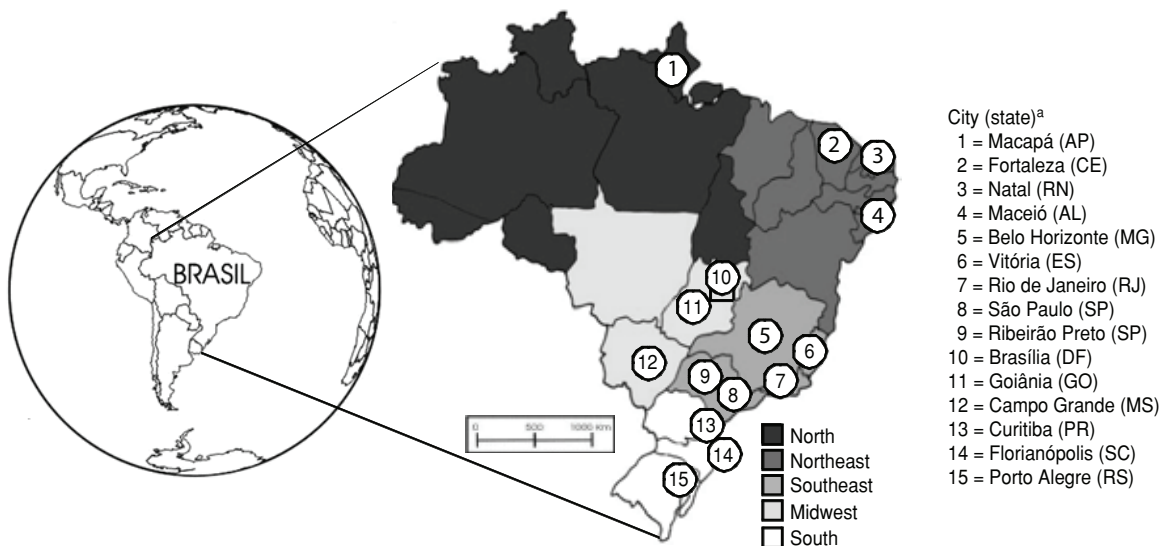 BRASIL
1
2
3
4
10
11
5
6
12
9
7
8
13
14
15
0 500 1000 Km
North
Northeast
Southeast
Midwest
South
City (state)a
1 = Macapá (AP)
2 = Fortaleza (CE)
3 = Natal (RN)
4 = Maceió (AL)
5 = Belo Horizonte (MG)
6 = Vitória (ES)
7 = Rio de Janeiro (RJ)
8 = São Paulo (SP)
9 = Ribeirão Preto (SP)
10 = Brasília (DF)
11 = Goiânia (GO)
12 = Campo Grande (MS)
13 = Curitiba (PR)
14 = Florianópolis (SC)
15 = Porto Alegre (RS)